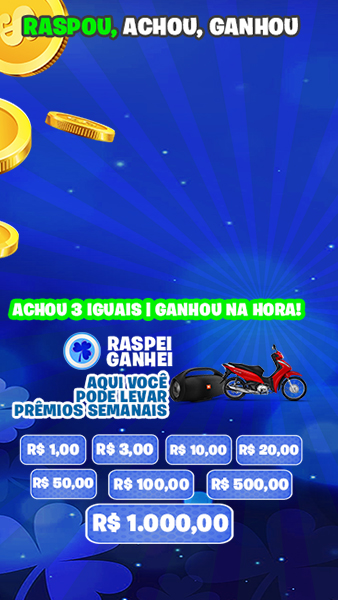 RASPOU, ACHOU, GANHOU
ACHOU 3 IGUAIS | GANHOU NA HORA!
RASPEI
GANHEI
AQUI VOCÊ
PODE LEVAR
PRÊMIOS SEMANAIS
R$ 1,00
R$ 3,00
R$ 10,00
R$ 20,00
R$ 50,00
R$ 100,00
R$ 500,00
R$ 1.000,00